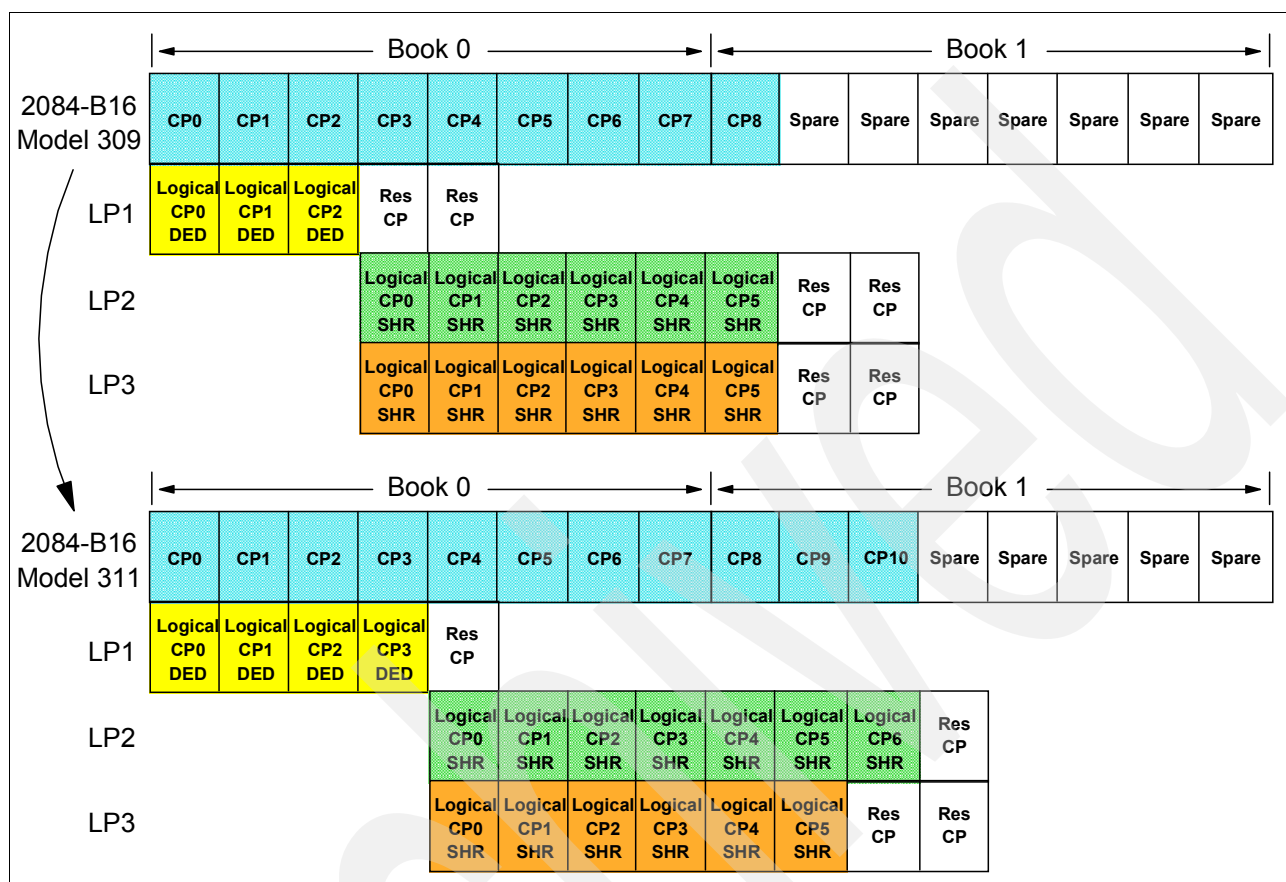 Book 0 Book 1
2084-B16
Model 309
CP0 CP1 CP2 CP3 CP4 CP5 CP6 CP7 CP8 Spare Spare Spare Spare Spare Spare Spare
LP1
Logical Logical Logical Res Res
CP0 CP1 CP2 CP CP
DED DED DED
LP2
Logical Logical Logical Logical Logical Logical Res Res
CP0 CP1 CP2 CP3 CP4 CP5 CP CP
SHR SHR SHR SHR SHR SHR
LP3
Logical Logical Logical Logical Logical Logical Res Res
CP0 CP1 CP2 CP3 CP4 CP5 CP CP
SHR SHR SHR SHR SHR SHR
Book 0 Book 1
2084-B16
Model 311
CP0 CP1 CP2 CP3 CP4 CP5 CP6 CP7 CP8 CP9 CP10 Spare Spare Spare Spare Spare
LP1
Logical Logical Logical Logical Res
CP0 CP1 CP2 CP3 CP
DED DED DED DED
LP2
Logical Logical Logical Logical Logical Logical Logical Res
CP0 CP1 CP2 CP3 CP4 CP5 CP6 CP
SHR SHR SHR SHR SHR SHR SHR
LP3
Logical Logical Logical Logical Logical Logical Res Res
CP0 CP1 CP2 CP3 CP4 CP5 CP CP
SHR SHR SHR SHR SHR SHR